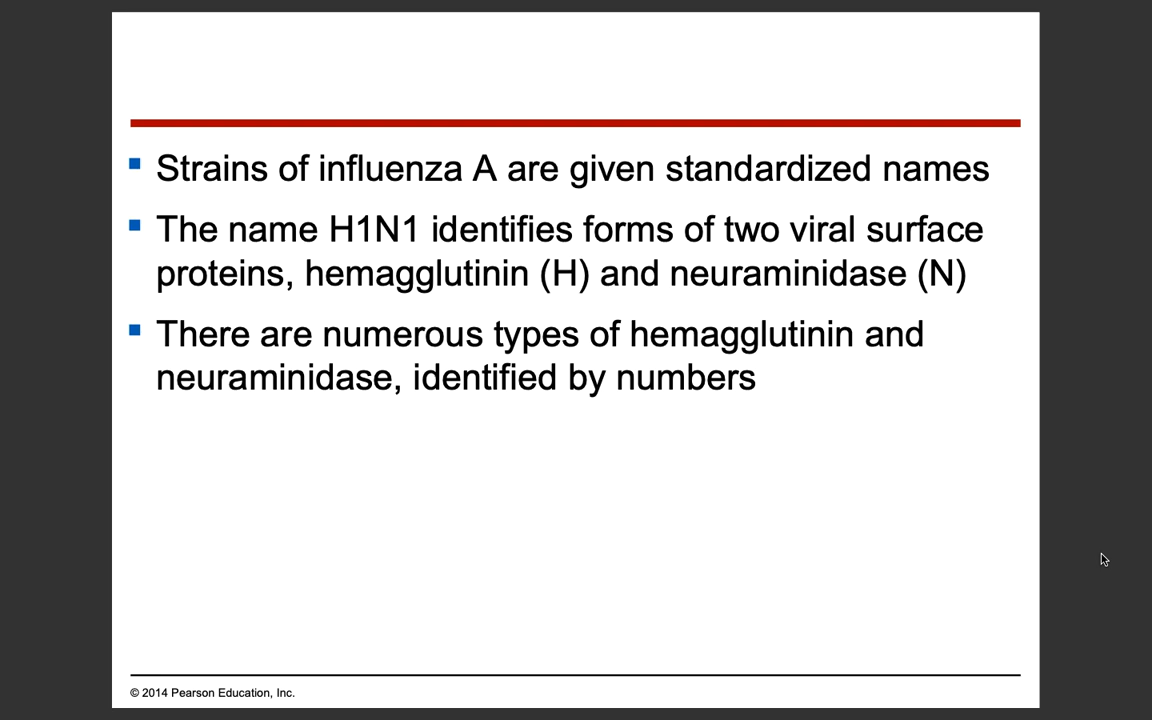 Strains of influenza A are given standardized names
The name H1N1 identifies forms of two viral surface
proteins, hemagglutinin (H) and neuraminidase (N)
There are numerous types of hemagglutinin and
neuraminidase, identified by numbers
© 2014 Pearson Education, Inc.